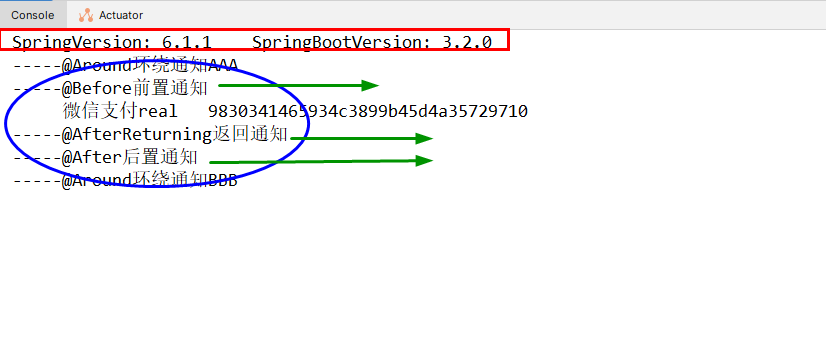 Console Actuator
SpringVersion: 6.1.1 SpringBootVersion: 3.2.0
-----@Around环绕通知AAA
-----@Before前置通知
微信支付real 9830341465934c3899b45d4a35729710
-----@AfterReturning返回通知
-----@After后置通知
-----@Around环绕通知BBB